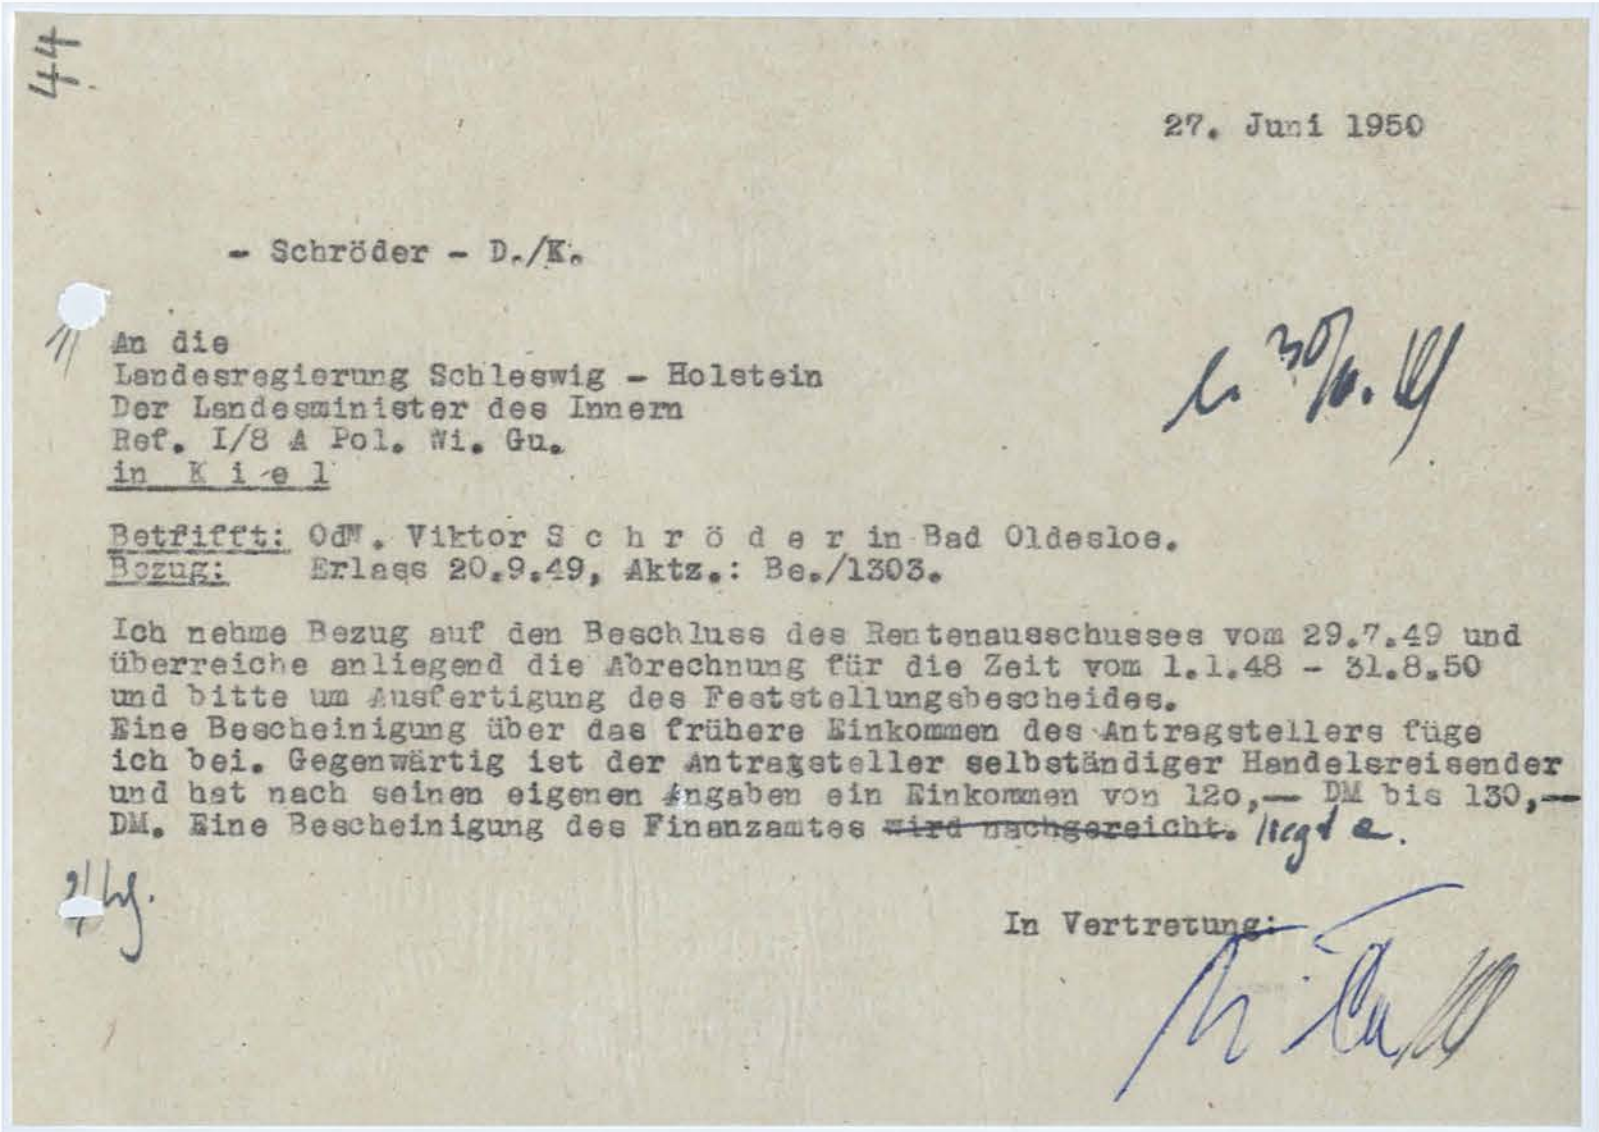 44
27. Juni 1950
- Schröder - D./K.
1/
An die
Landesregierung Schleswig - Holstein
Der Landesminister des Innern
Ref. I/8 A Pol. Wi. Gu.
in K i e l
Betrifft: OdN. Viktor S c h r ö d e r in Bad Oldesloe.
Bezug: Erlass 20.9.49, Aktz.: Be./1303.
Ich nehme Bezug auf den Beschluss des Rentenausschusses vom 29.7.49 und
überreiche anliegend die Abrechnung für die Zeit vom 1.1.48 - 31.8.50
und bitte um Ausfertigung des Feststellungsbescheides.
Eine Bescheinigung über das frühere Einkommen des Antragstellers füge
ich bei. Gegenwärtig ist der Antragsteller selbständiger Handelsreisender
und hat nach seinen eigenen Angaben ein Einkommen von 12o,-- DM bis 130,--
DM. Eine Bescheinigung des Finanzamtes wird nachgereicht. liegt a.
2/
In Vertretung: